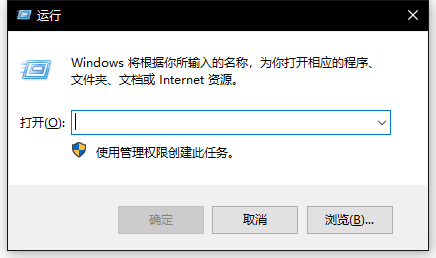 运行
Windows 将根据你所输入的名称，为你打开相应的程序、
文件夹、文档或 Internet 资源。
打开(O):
使用管理权限创建此任务。
确定 取消 浏览(B)...